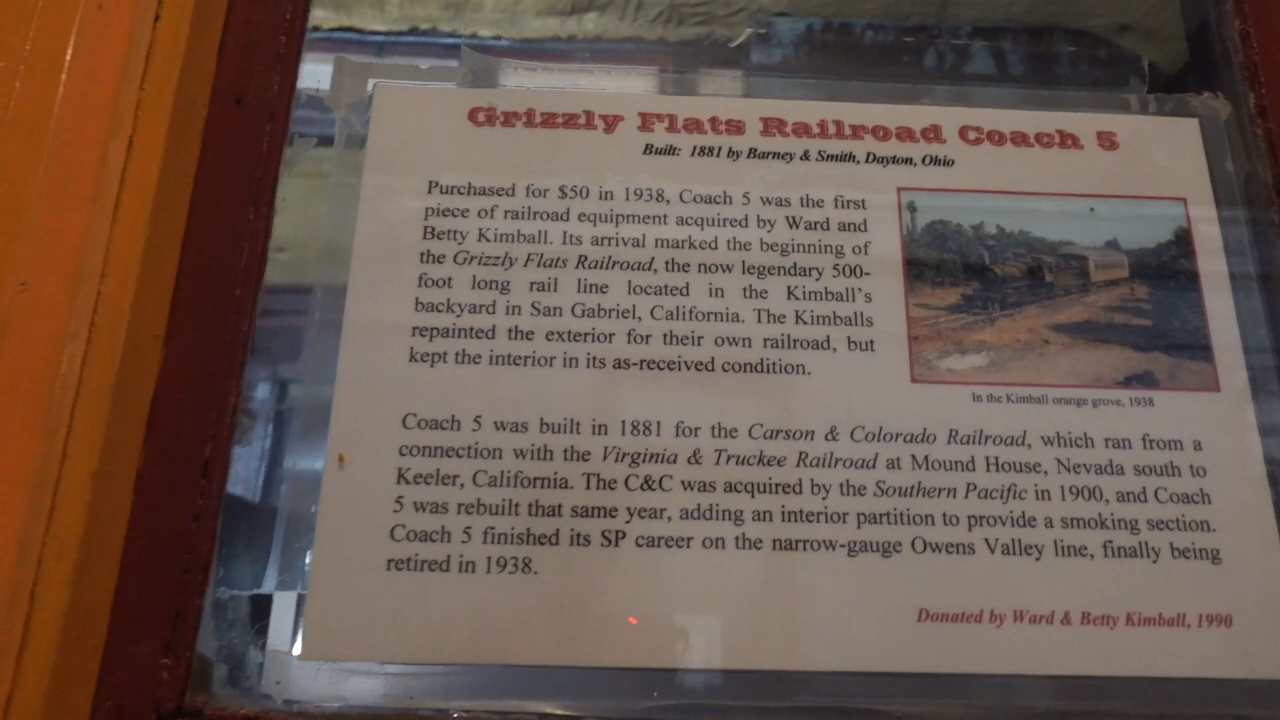 Grizzly Flats Railroad Coach 5
Built: 1881 by Barney & Smith, Dayton, Ohio
Purchased for $50 in 1938, Coach 5 was the first
piece of railroad equipment acquired by Ward and
Betty Kimball. Its arrival marked the beginning of
the Grizzly Flats Railroad, the now legendary 500-
foot long rail line located in the Kimball's
backyard in San Gabriel, California. The Kimballs
repainted the exterior for their own railroad, but
kept the interior in its as-received condition.
In the Kimball orange grove, 1938
Coach 5 was built in 1881 for the Carson & Colorado Railroad, which ran from a
connection with the Virginia & Truckee Railroad at Mound House, Nevada south to
Keeler, California. The C&C was acquired by the Southern Pacific in 1900, and Coach
5 was rebuilt that same year, adding an interior partition to provide a smoking section.
Coach 5 finished its SP career on the narrow-gauge Owens Valley line, finally being
retired in 1938.
Donated by Ward & Betty Kimball, 1990